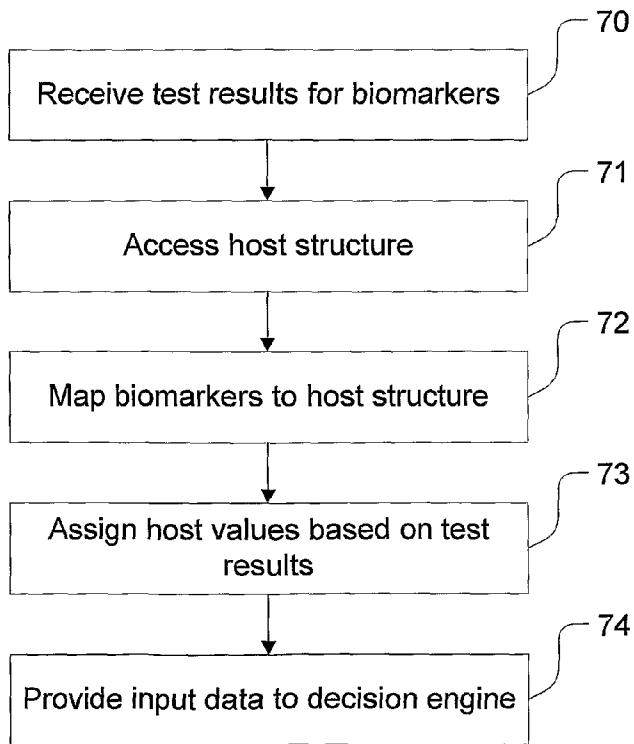 70
Receive test results for biomarkers
71
Access host structure
72
Map biomarkers to host structure
73
Assign host values based on test
results
74
Provide input data to decision engine